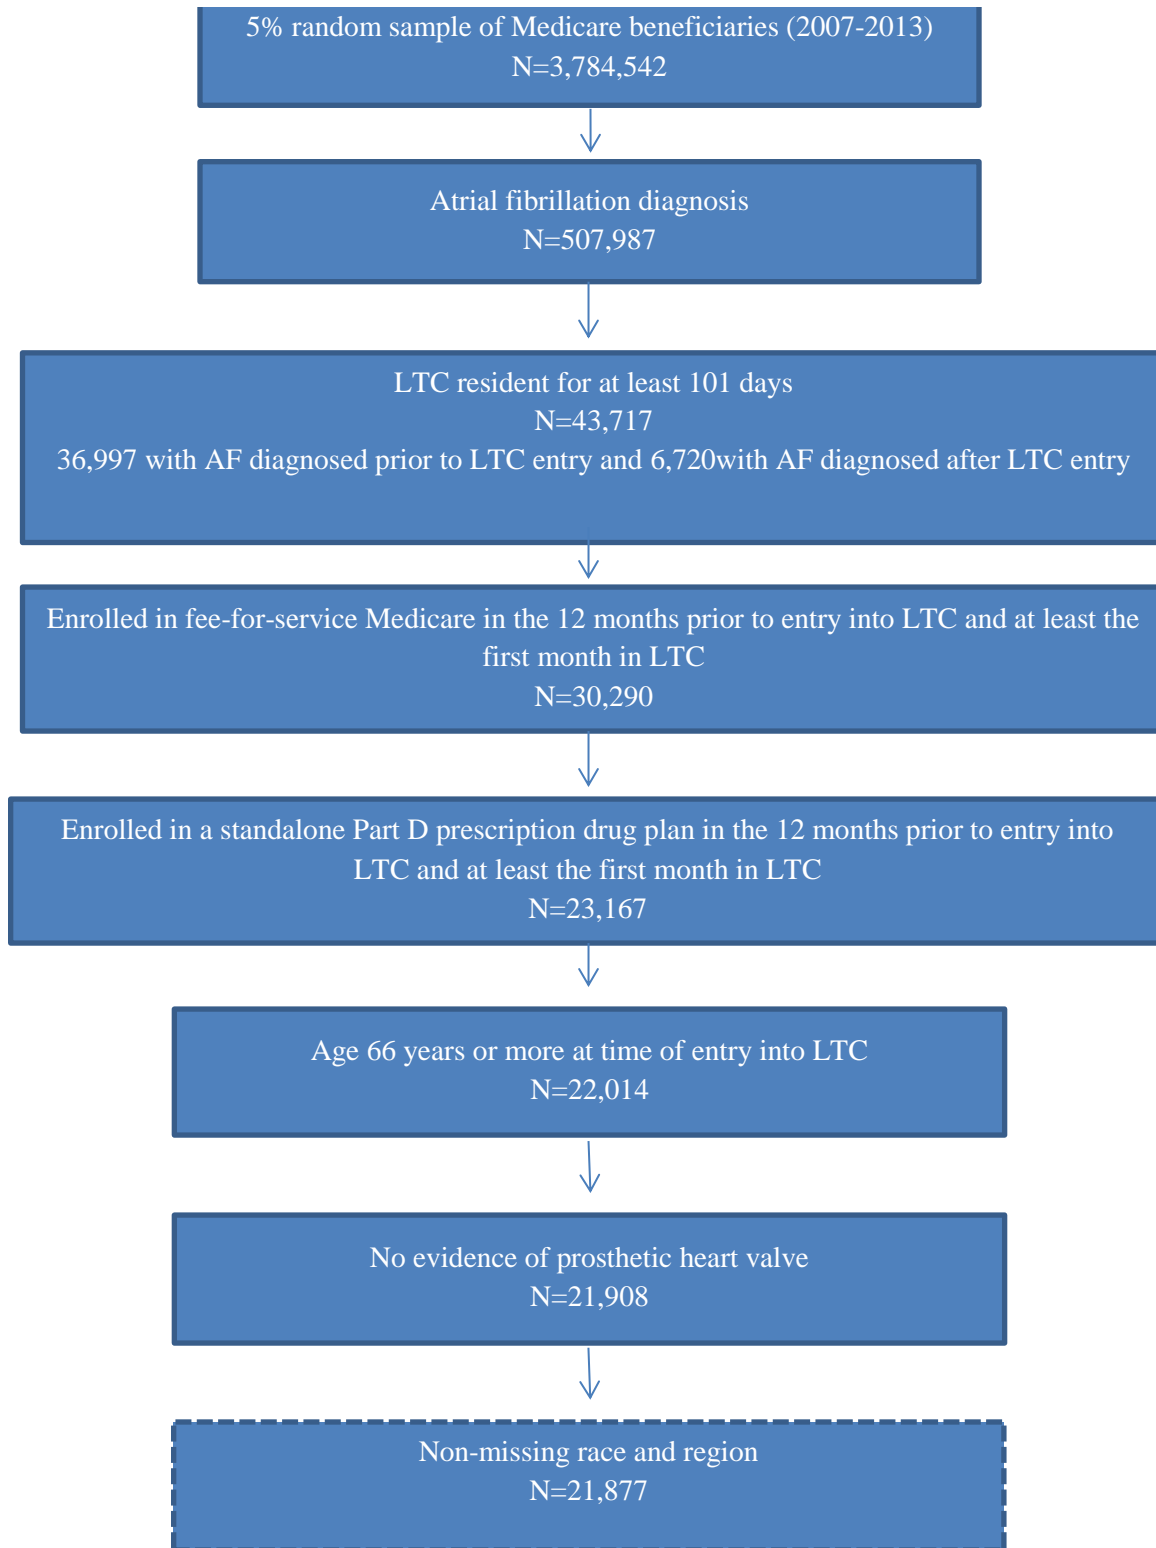 5% random sample of Medicare beneficiaries (2007-2013)
N=3,784,542
Atrial fibrillation diagnosis
N=507,987
LTC resident for at least 101 days
N=43,717
36,997 with AF diagnosed prior to LTC entry and 6,720with AF diagnosed after LTC entry
Enrolled in fee-for-service Medicare in the 12 months prior to entry into LTC and at least the
first month in LTC
N=30,290
Enrolled in a standalone Part D prescription drug plan in the 12 months prior to entry into
LTC and at least the first month in LTC
N=23,167
Age 66 years or more at time of entry into LTC
N=22,014
No evidence of prosthetic heart valve
N=21,908
Non-missing race and region
N=21,877